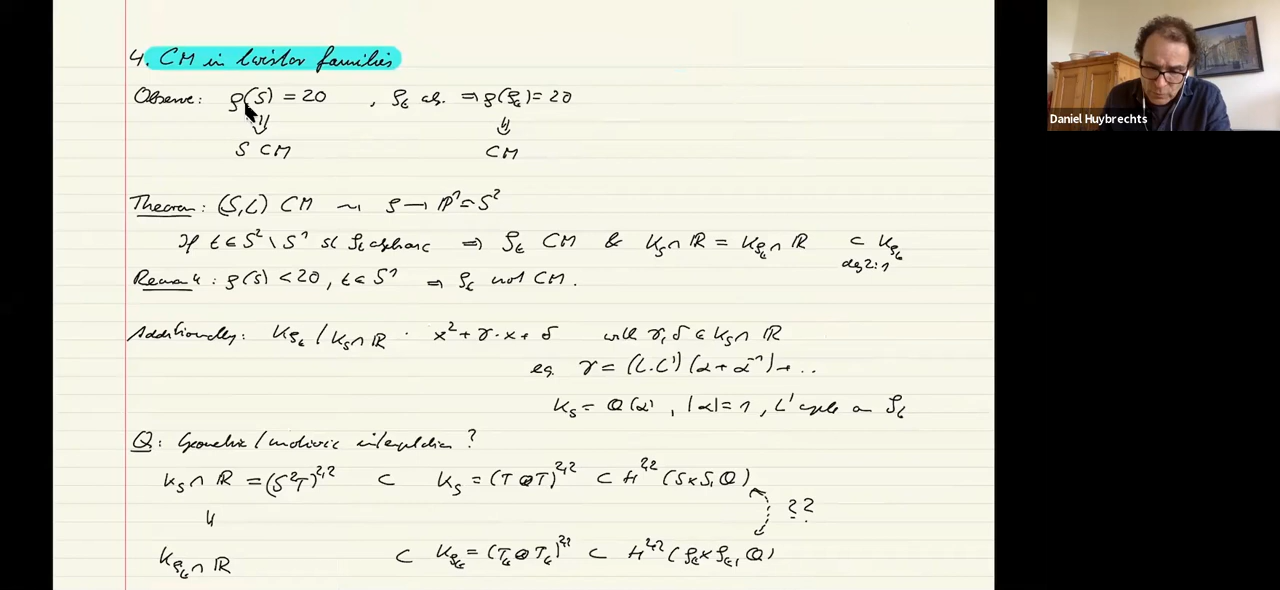 4. CM in twistor families
Observe: ρ(S) = 20 , 𝒮_t alg. ⇒ ρ(𝒮_t) = 20
⇓ ⇓
S CM CM
Theorem: (S,L) CM ⇝ 𝒮 → ℙ¹ = S²
If t ∈ S² \ S¹ st 𝒮_t algebraic ⇒ 𝒮_t CM & K_S ∩ ℝ = K_{𝒮_t} ∩ ℝ ⊂ K_{𝒮_t}
deg 2:1
Remark: ρ(S) < 20, t ∈ S¹ ⇒ 𝒮_t not CM.
Additionally: K_{𝒮_t} / K_S ∩ ℝ : x² + γ·x + δ with γ, δ ∈ K_S ∩ ℝ
eg. γ = (L.L') (α + α⁻¹) + ..
K_S = ℚ(α), |α| = 1, L' ample on 𝒮_t
Q: Geometric / motivic interpretation ?
K_S ∩ ℝ = (S²T)^{2,2} ⊂ K_S = (T⊗T)^{2,2} ⊂ H^{2,2}(S×S, ℚ)
?? 
K_{𝒮_t} ∩ ℝ ⊂ K_{𝒮_t} = (T_t⊗T_t)^{2,2} ⊂ H^{2,2}(𝒮_t×𝒮_t, ℚ)
Daniel Huybrechts